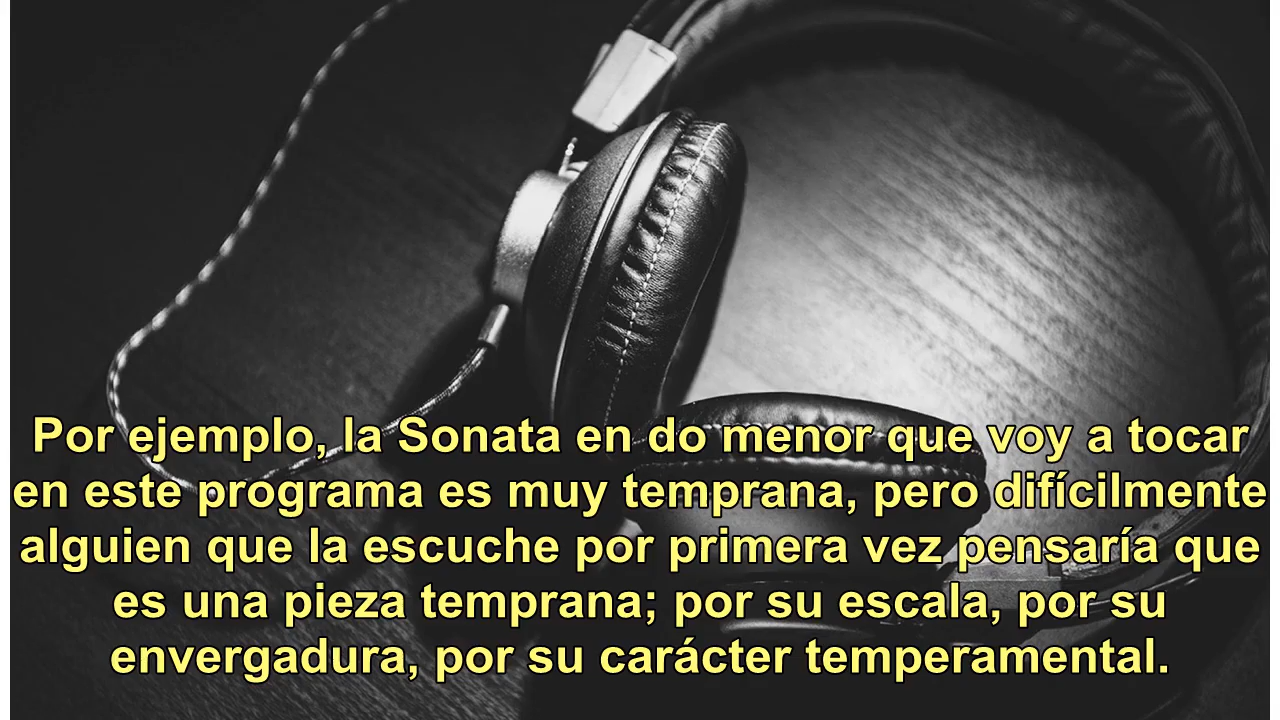 Por ejemplo, la Sonata en do menor que voy a tocar
en este programa es muy temprana, pero difícilmente
alguien que la escuche por primera vez pensaría que
es una pieza temprana; por su escala, por su
envergadura, por su carácter temperamental.